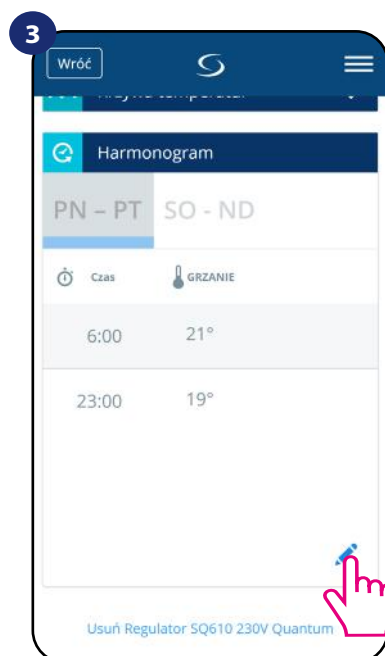 3
Wróć
Harmonogram
PN – PT SO - ND
Czas GRZANIE
6:00 21°
23:00 19°
Usuń Regulator SQ610 230V Quantum